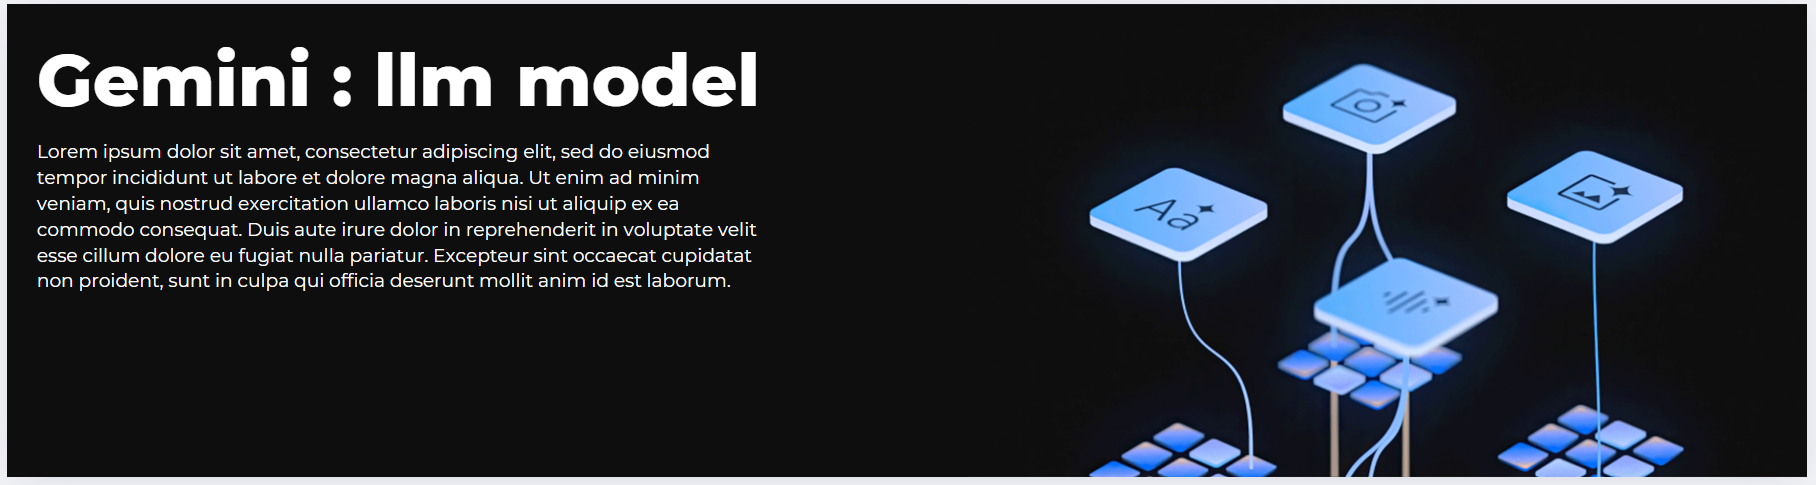 Gemini : llm model
Lorem ipsum dolor sit amet, consectetur adipiscing elit, sed do eiusmod
tempor incididunt ut labore et dolore magna aliqua. Ut enim ad minim
veniam, quis nostrud exercitation ullamco laboris nisi ut aliquip ex ea
commodo consequat. Duis aute irure dolor in reprehenderit in voluptate velit
esse cillum dolore eu fugiat nulla pariatur. Excepteur sint occaecat cupidatat
non proident, sunt in culpa qui officia deserunt mollit anim id est laborum.
Aa